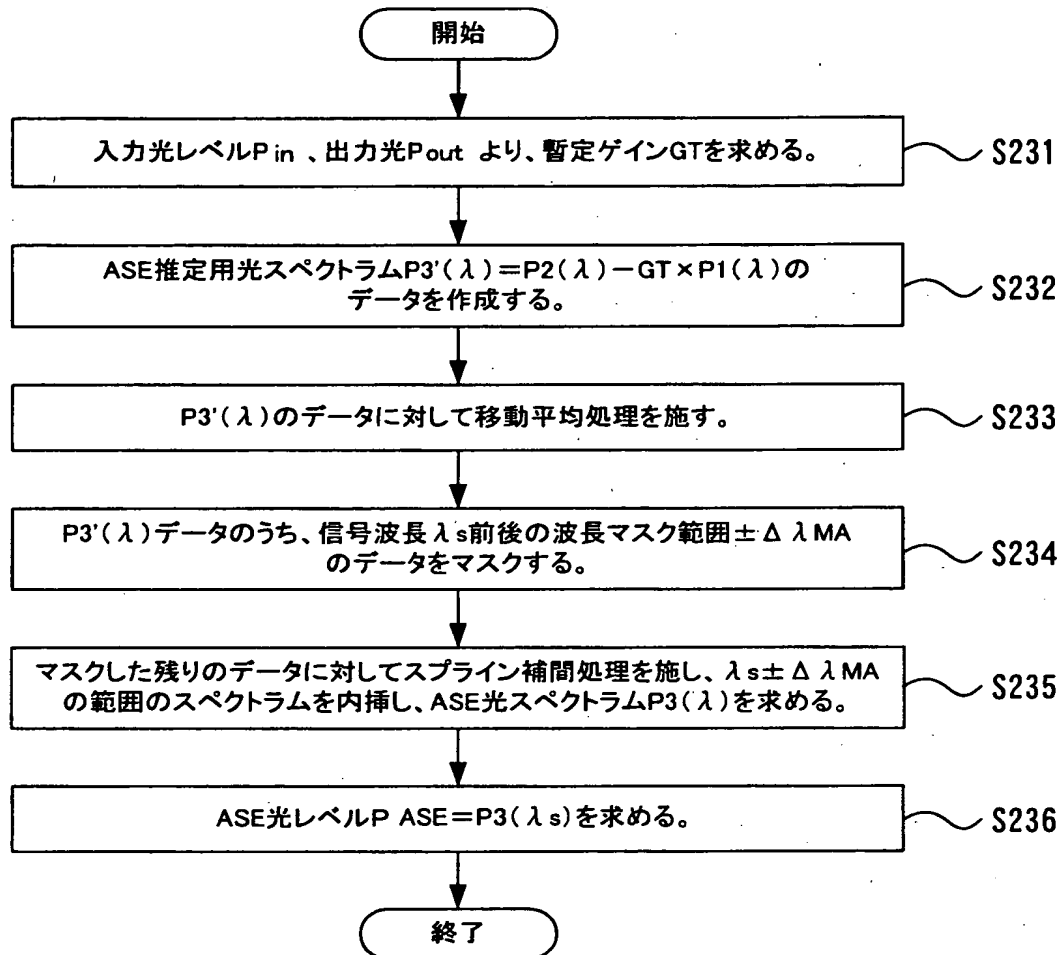 開始
入力光レベルPin 、出力光Pout より、暫定ゲインGTを求める。
S231
ASE推定用光スペクトラムP3'(λ)=P2(λ)-GT×P1(λ)の
データを作成する。
S232
P3'(λ)のデータに対して移動平均処理を施す。
S233
P3'(λ)データのうち、信号波長λs前後の波長マスク範囲±ΔλMA
のデータをマスクする。
S234
マスクした残りのデータに対してスプライン補間処理を施し、λs±ΔλMA
の範囲のスペクトラムを内挿し、ASE光スペクトラムP3(λ)を求める。
S235
ASE光レベルP ASE=P3(λs)を求める。
S236
終了